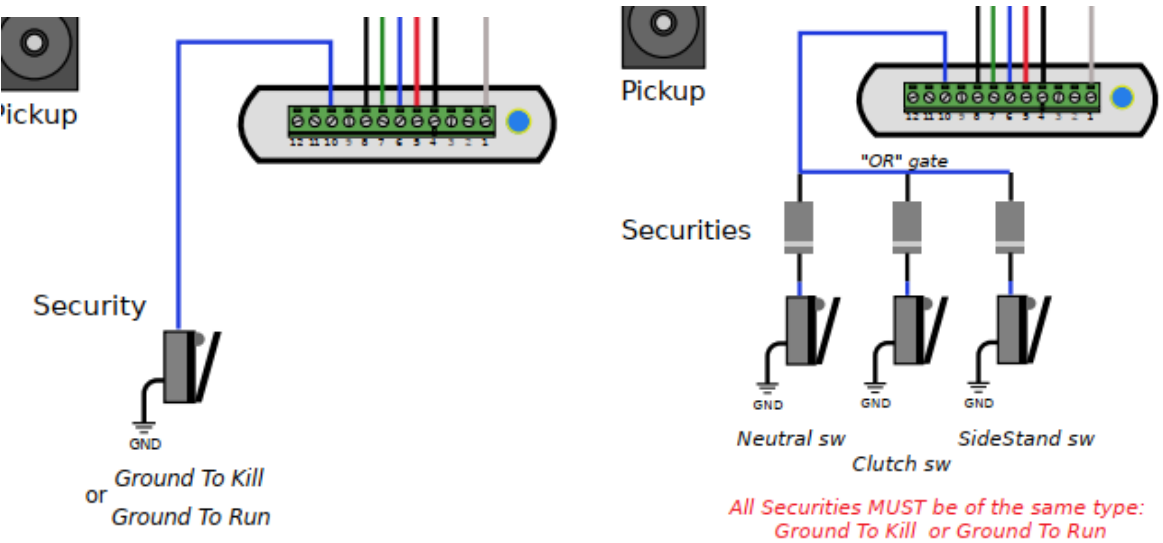 Pickup
12 11 10 9 8 7 6 5 4 3 2 1
Security
GND
Ground To Kill
or
Ground To Run
Pickup
12 11 10 9 8 7 6 5 4 3 2 1
"OR" gate
Securities
GND GND GND
Neutral sw SideStand sw
Clutch sw
All Securities MUST be of the same type:
Ground To Kill or Ground To Run